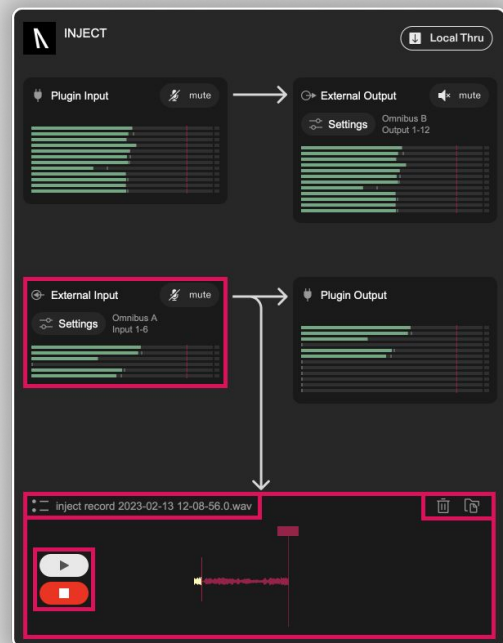 INJECT
Local Thru
Plugin Input
mute
External Output
mute
Settings
Omnibus B
Output 1-12
External Input
mute
Settings
Omnibus A
Input 1-6
Plugin Output
inject record 2023-02-13 12-08-56.0.wav